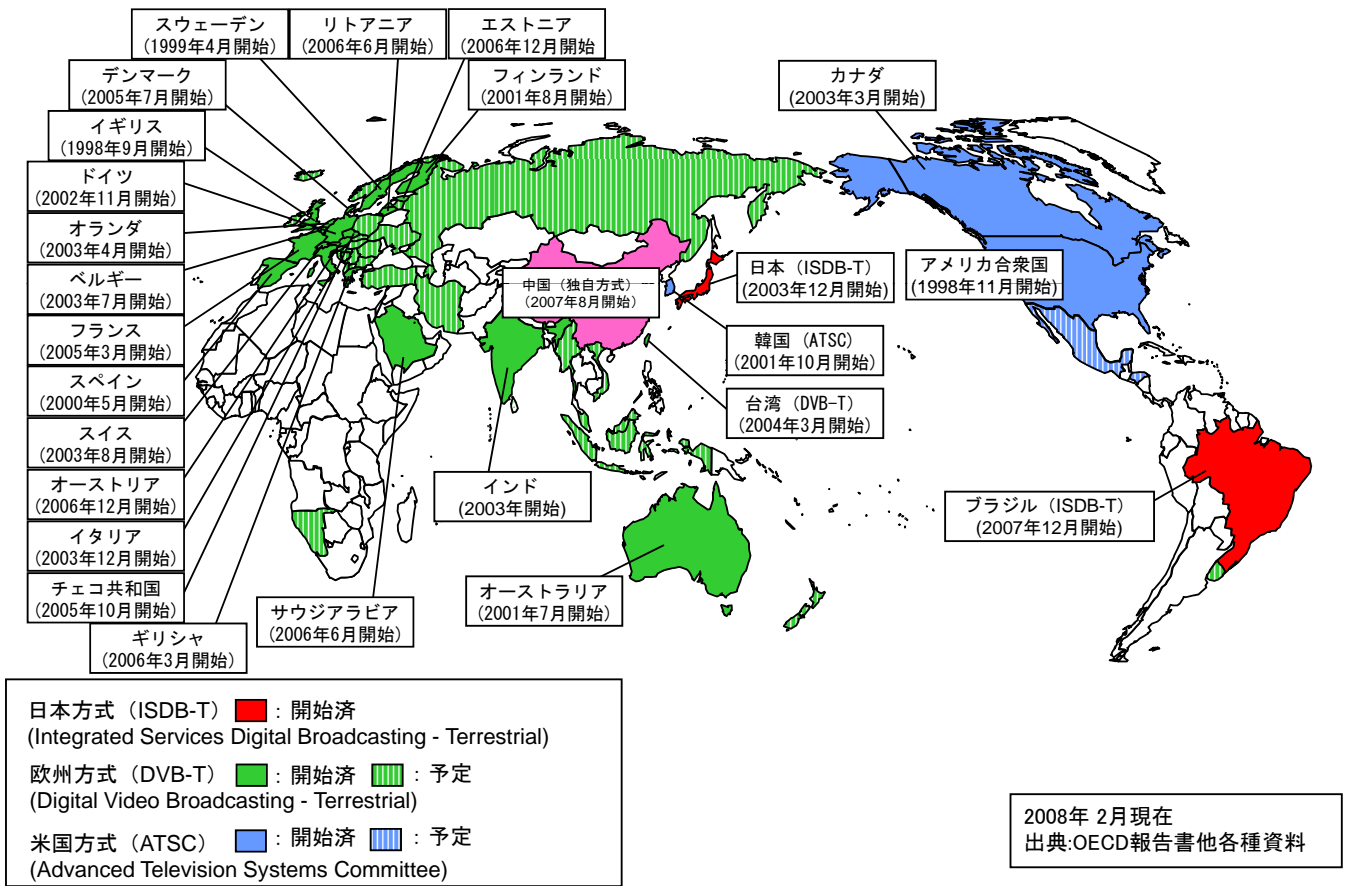 スウェーデン
(1999年4月開始)
リトアニア
(2006年6月開始)
エストニア
(2006年12月開始)
デンマーク
(2005年7月開始)
フィンランド
(2001年8月開始)
カナダ
(2003年3月開始)
イギリス
(1998年9月開始)
ドイツ
(2002年11月開始)
オランダ
(2003年4月開始)
ベルギー
(2003年7月開始)
フランス
(2005年3月開始)
スペイン
(2000年5月開始)
スイス
(2003年8月開始)
オーストリア
(2006年12月開始)
イタリア
(2003年12月開始)
チェコ共和国
(2005年10月開始)
ギリシャ
(2006年3月開始)
サウジアラビア
(2006年6月開始)
インド
(2003年開始)
オーストラリア
(2001年7月開始)
中国（独自方式）
(2007年8月開始)
日本（ISDB-T）
(2003年12月開始)
韓国（ATSC）
(2001年10月開始)
台湾（DVB-T）
(2004年3月開始)
アメリカ合衆国
(1998年11月開始)
ブラジル（ISDB-T）
(2007年12月開始)
日本方式（ISDB-T） ：開始済
(Integrated Services Digital Broadcasting - Terrestrial)
欧州方式（DVB-T） ：開始済 ：予定
(Digital Video Broadcasting - Terrestrial)
米国方式（ATSC） ：開始済 ：予定
(Advanced Television Systems Committee)
2008年 2月現在
出典:OECD報告書他各種資料